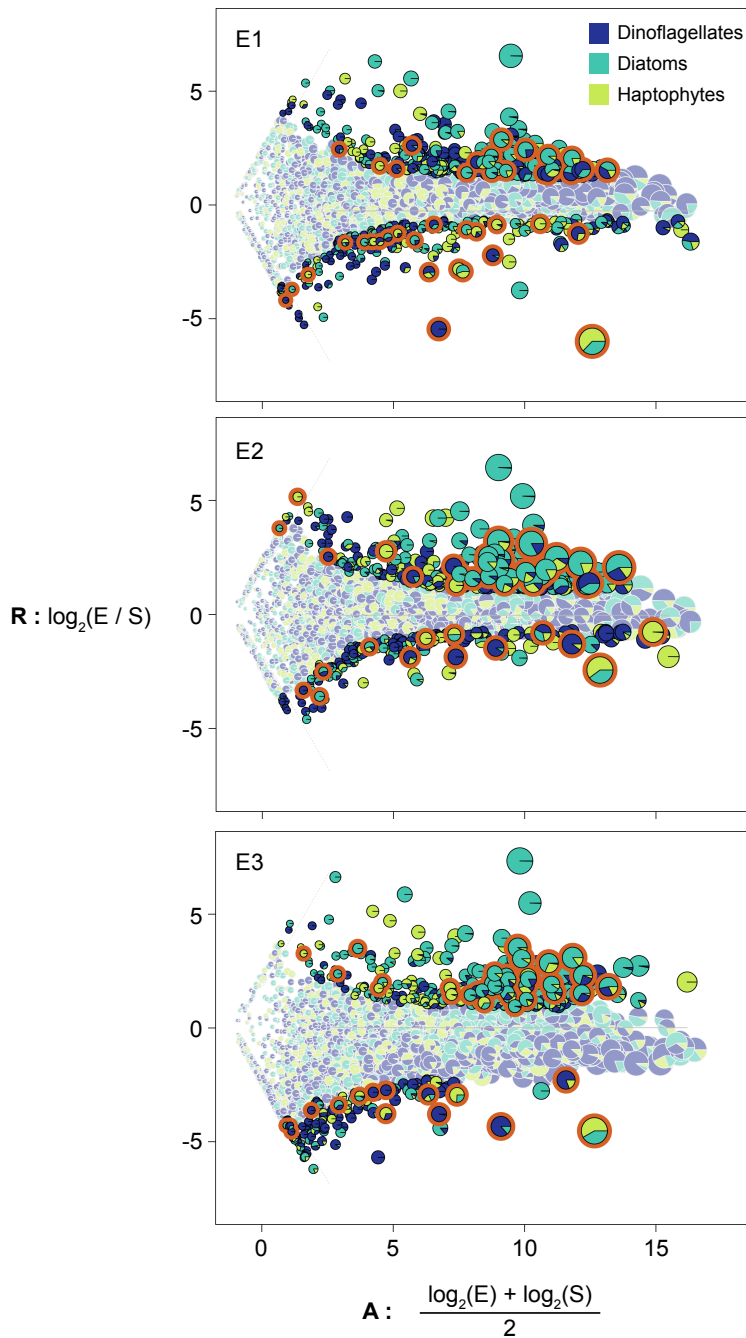 E1
Dinoflagellates
Diatoms
Haptophytes
5
0
-5
E2
5
0
-5
R : log₂(E / S)
E3
5
0
-5
0 5 10 15
A : log₂(E) + log₂(S)
2